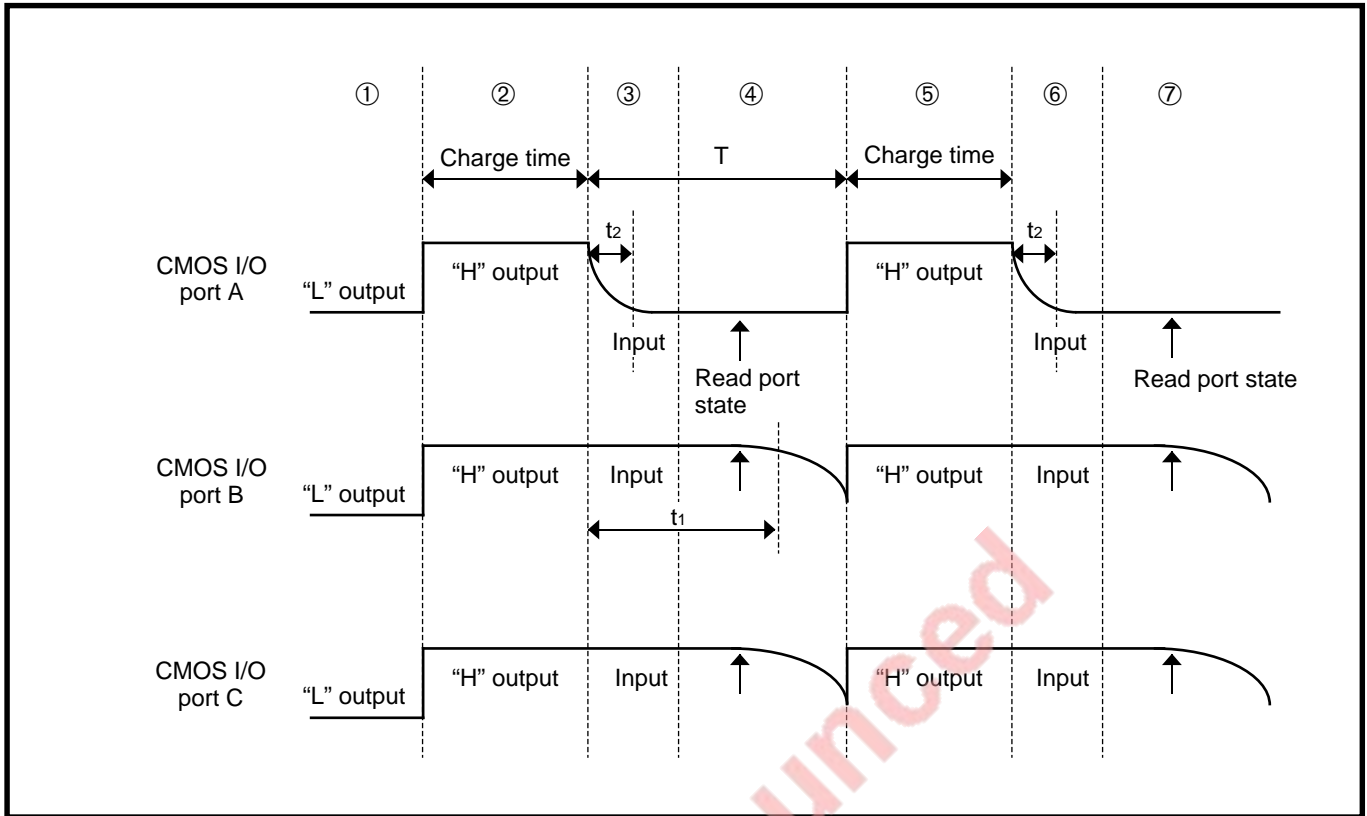 ① ② ③ ④ ⑤ ⑥ ⑦
Charge time T Charge time
t2 t2
CMOS I/O
port A
“L” output “H” output “H” output
Input Input
Read port
state
Read port state
CMOS I/O
port B
“L” output “H” output Input “H” output Input
t1
CMOS I/O
port C
“L” output “H” output Input “H” output Input
unced